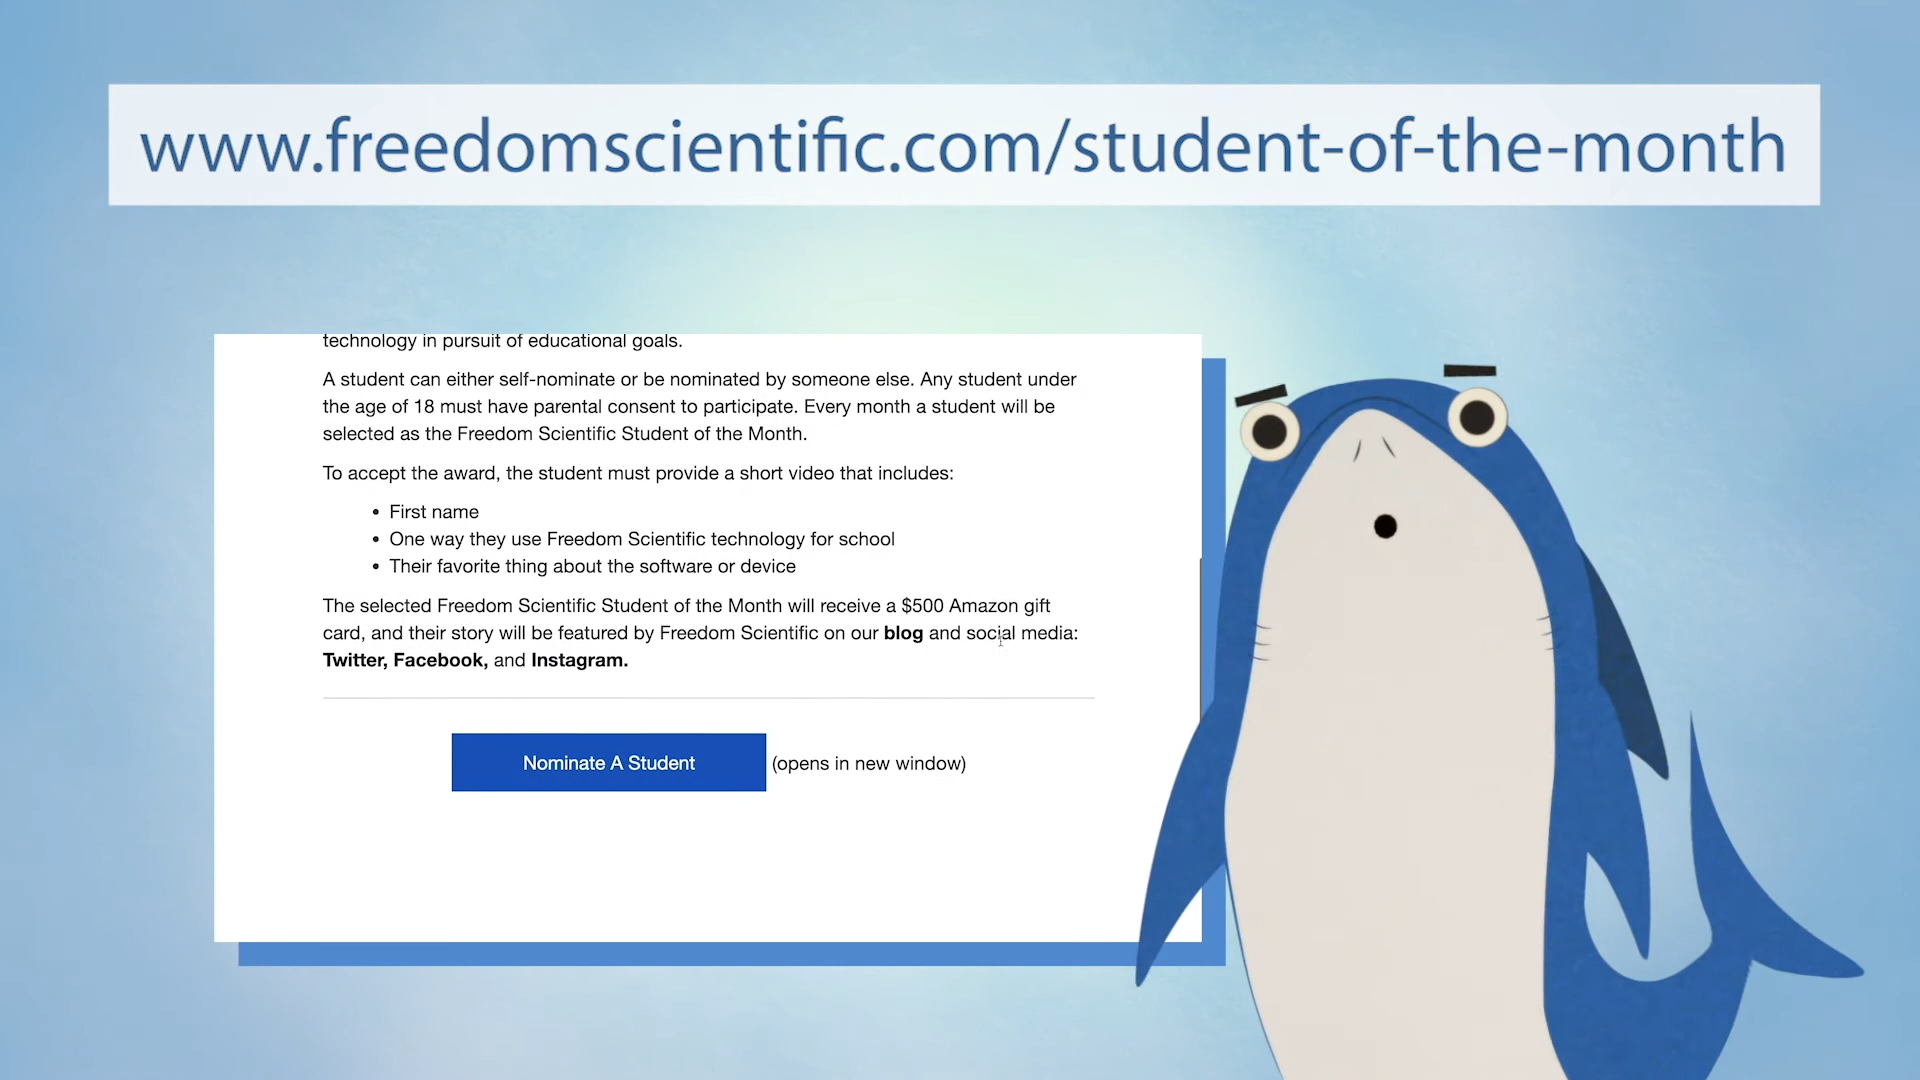 www.freedomscientific.com/student-of-the-month
technology in pursuit of educational goals.
A student can either self-nominate or be nominated by someone else. Any student under
the age of 18 must have parental consent to participate. Every month a student will be
selected as the Freedom Scientific Student of the Month.
To accept the award, the student must provide a short video that includes:
• First name
• One way they use Freedom Scientific technology for school
• Their favorite thing about the software or device
The selected Freedom Scientific Student of the Month will receive a $500 Amazon gift
card, and their story will be featured by Freedom Scientific on our blog and social media:
Twitter, Facebook, and Instagram.
Nominate A Student (opens in new window)